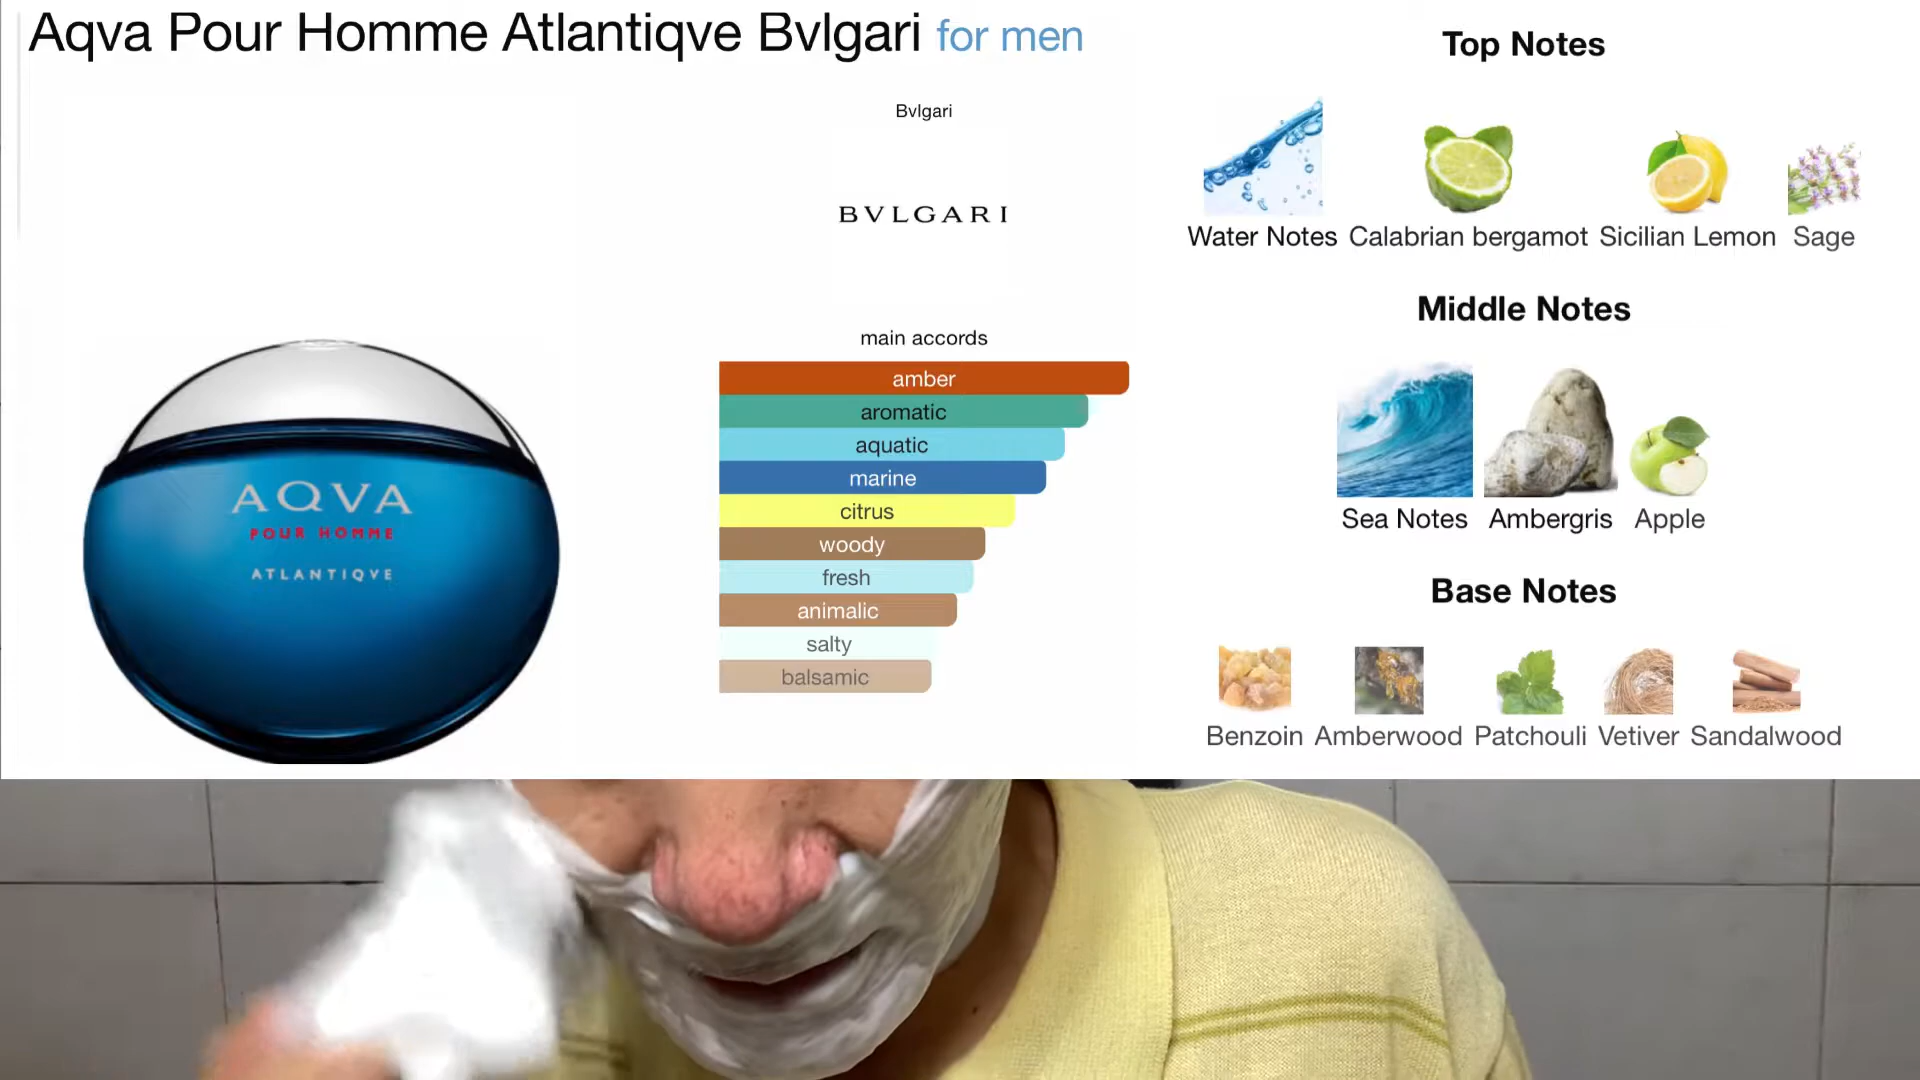 Aqva Pour Homme Atlantiqve Bvlgari for men
Bvlgari
BVLGARI
main accords
amber
aromatic
aquatic
marine
citrus
woody
fresh
animalic
salty
balsamic
AQVA
POUR HOMME
ATLANTIQVE
Top Notes
Water Notes Calabrian bergamot Sicilian Lemon Sage
Middle Notes
Sea Notes Ambergris Apple
Base Notes
Benzoin Amberwood Patchouli Vetiver Sandalwood